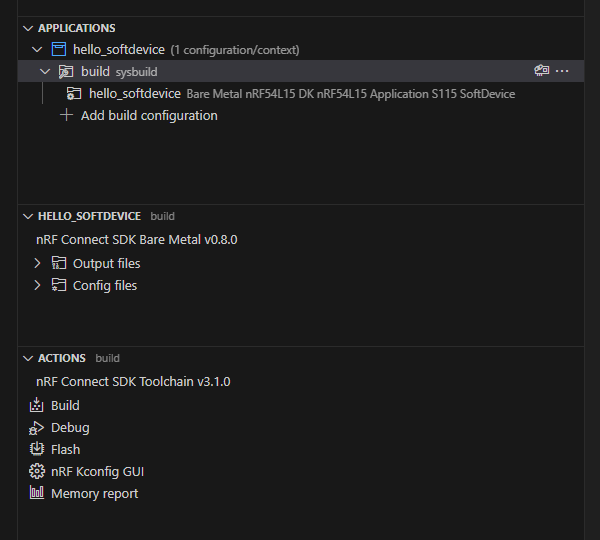 APPLICATIONS
hello_softdevice (1 configuration/context)
build sysbuild
hello_softdevice Bare Metal nRF54L15 DK nRF54L15 Application S115 SoftDevice
Add build configuration
HELLO_SOFTDEVICE build
nRF Connect SDK Bare Metal v0.8.0
Output files
Config files
ACTIONS build
nRF Connect SDK Toolchain v3.1.0
Build
Debug
Flash
nRF Kconfig GUI
Memory report